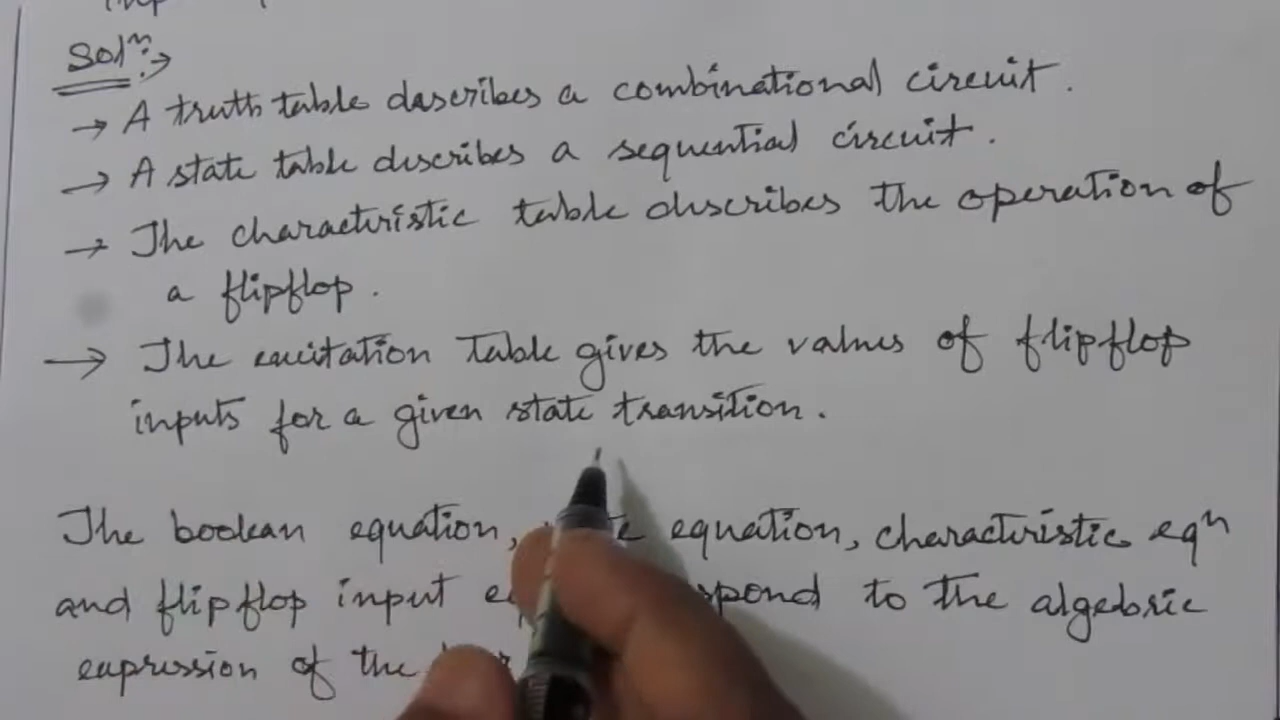 Solⁿ:→
→ A truth table describes a combinational circuit.
→ A state table describes a sequential circuit.
→ The characteristic table describes the operation of
a flipflop.
→ The excitation table gives the values of flipflop
inputs for a given state transition.
The boolean equation, equation, characteristic eqⁿ
and flipflop input to the algebric
expression of the